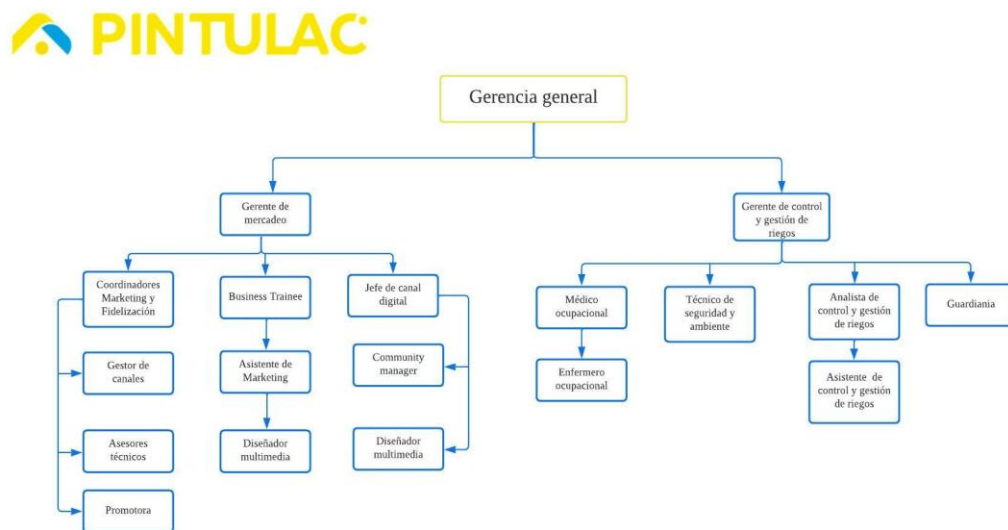 PINTULAC
Gerencia general
Gerente de
mercadeo
Gerente de control
y gestión de
riegos
Coordinadores
Marketing y
Fidelización
Business Trainee
Jefe de canal
digital
Médico
ocupacional
Técnico de
seguridad y
ambiente
Analista de
control y gestión
de riegos
Guardiania
Gestor de
canales
Asistente de
Marketing
Community
manager
Enfermero
ocupacional
Asistente de
control y gestión
de riegos
Asesores
técnicos
Diseñador
multimedia
Diseñador
multimedia
Promotora